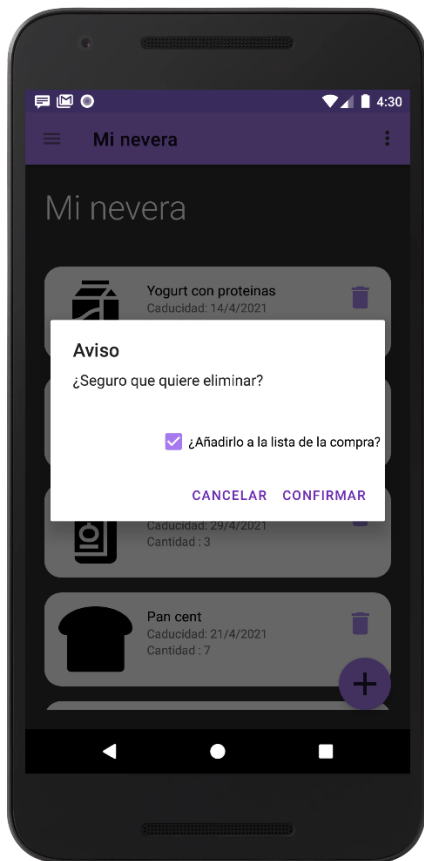 4:30
Mi nevera
Mi nevera
Yogurt con proteinas
Caducidad: 14/4/2021
Aviso
¿Seguro que quiere eliminar?
¿Añadirlo a la lista de la compra?
CANCELAR CONFIRMAR
Caducidad: 29/4/2021
Cantidad : 3
Pan cent
Caducidad: 21/4/2021
Cantidad : 7